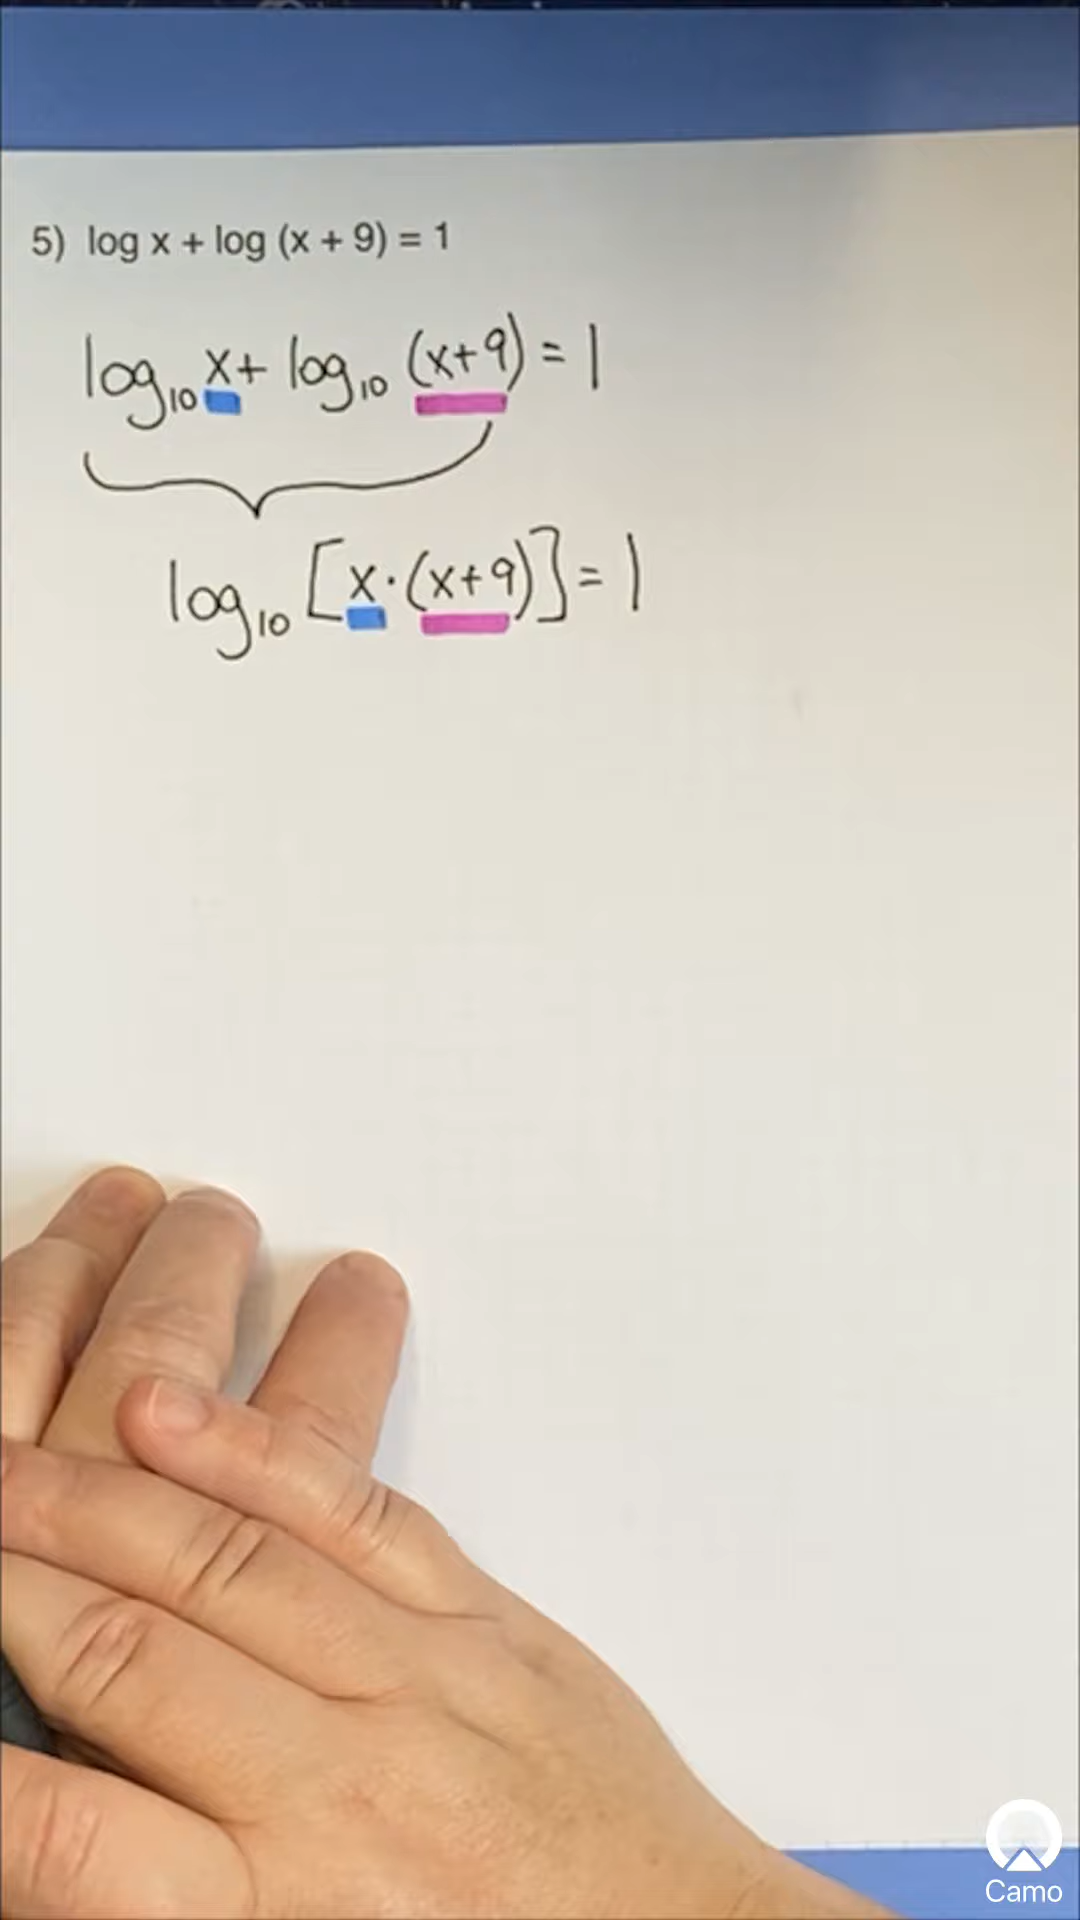 5) log x + log (x + 9) = 1
log₁₀ x + log₁₀ (x+9) = 1
log₁₀ [x·(x+9)] = 1
Camo